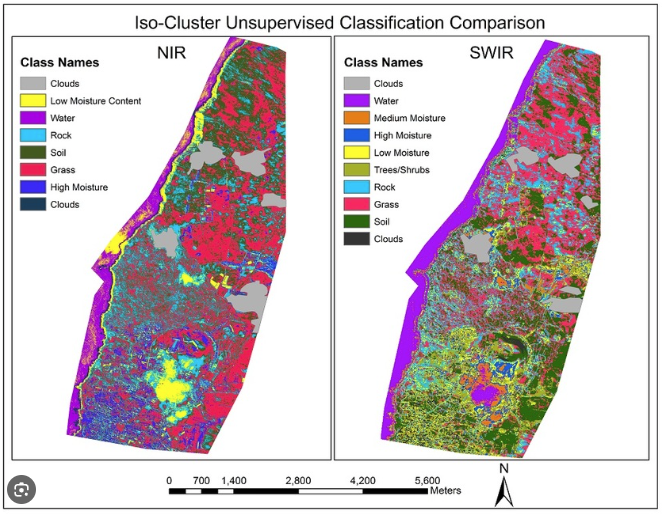 Iso-Cluster Unsupervised Classification Comparison
NIR
Class Names
Clouds
Low Moisture Content
Water
Rock
Soil
Grass
High Moisture
Clouds
SWIR
Class Names
Clouds
Water
Medium Moisture
High Moisture
Low Moisture
Trees/Shrubs
Rock
Grass
Soil
Clouds
0 700 1,400 2,800 4,200 5,600
Meters
N